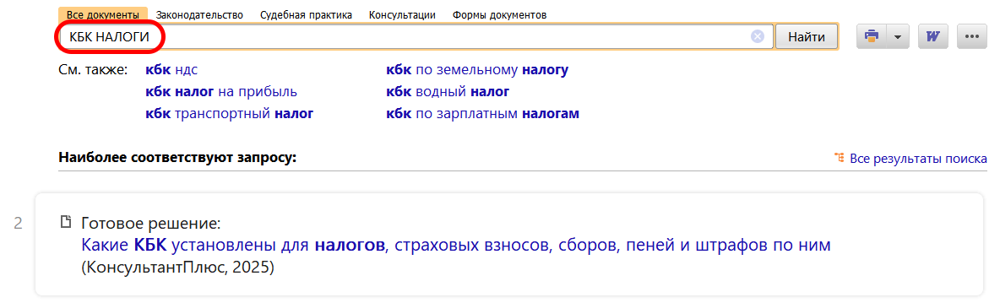 Все документы Законодательство Судебная практика Консультации Формы документов
КБК НАЛОГИ Найти W
См. также: кбк ндс кбк по земельному налогу
кбк налог на прибыль кбк водный налог
кбк транспортный налог кбк по зарплатным налогам
Наиболее соответствуют запросу: Все результаты поиска
2 Готовое решение:
Какие КБК установлены для налогов, страховых взносов, сборов, пеней и штрафов по ним
(КонсультантПлюс, 2025)